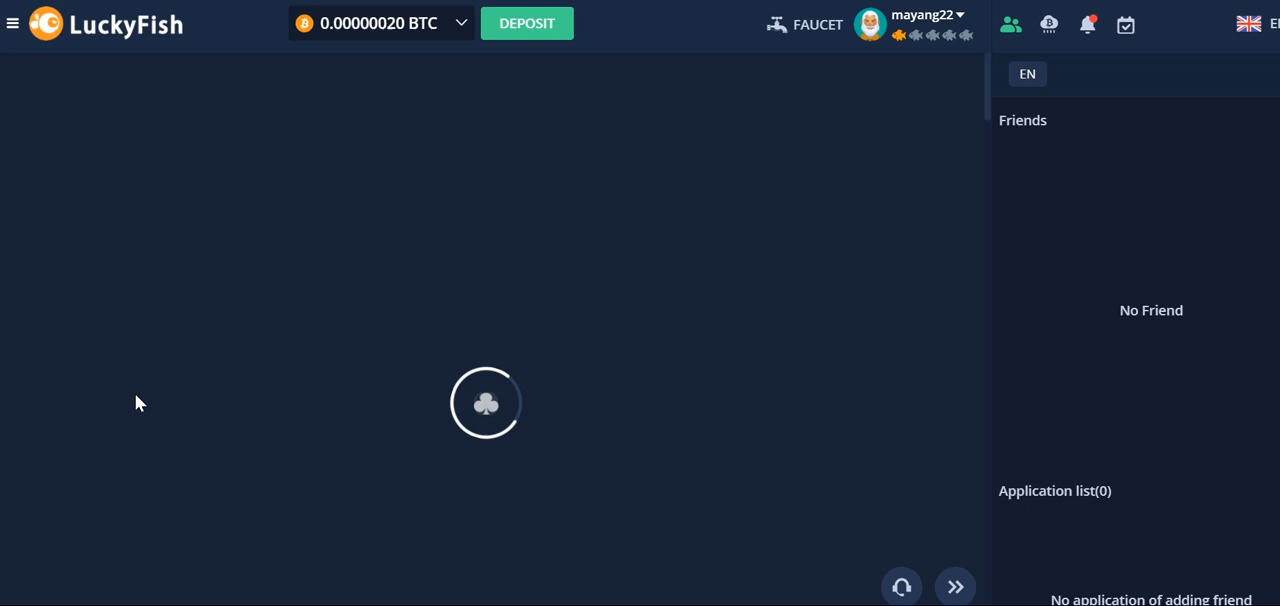 LuckyFish
0.00000020 BTC
DEPOSIT
FAUCET
mayang22
EN
Friends
No Friend
Application list(0)
No application of adding friend